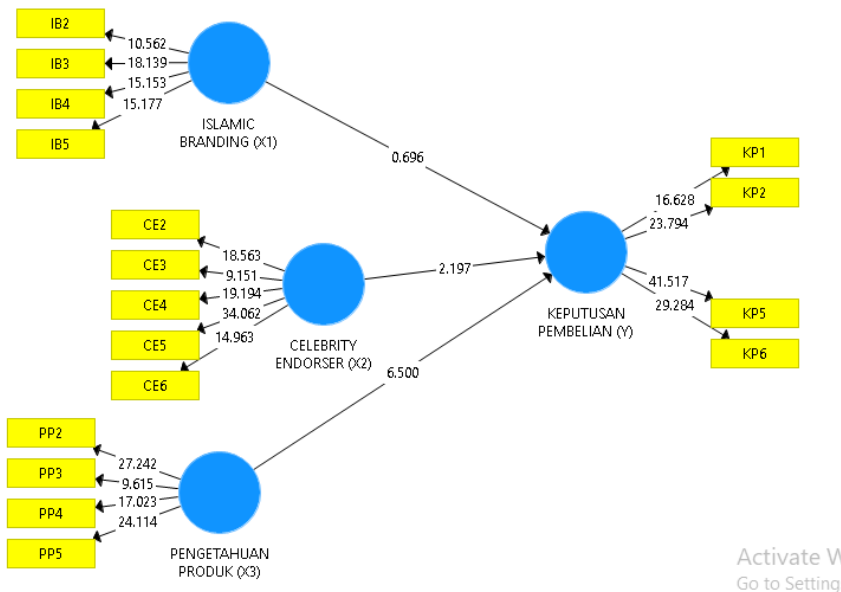 IB2
10.562
IB3
18.139
IB4
15.153
IB5
15.177
ISLAMIC
BRANDING (X1)
0.696
KP1
16.628
KP2
23.794
CE2
18.563
CE3
9.151
CE4
19.194
CE5
34.062
CE6
14.963
CELEBRITY
ENDORSER (X2)
2.197
KEPUTUSAN
PEMBELIAN (Y)
41.517
KP5
29.284
KP6
6.500
PP2
27.242
PP3
9.615
PP4
17.023
PP5
24.114
PENGETAHUAN
PRODUK (X3)
Activate W
Go to Setting